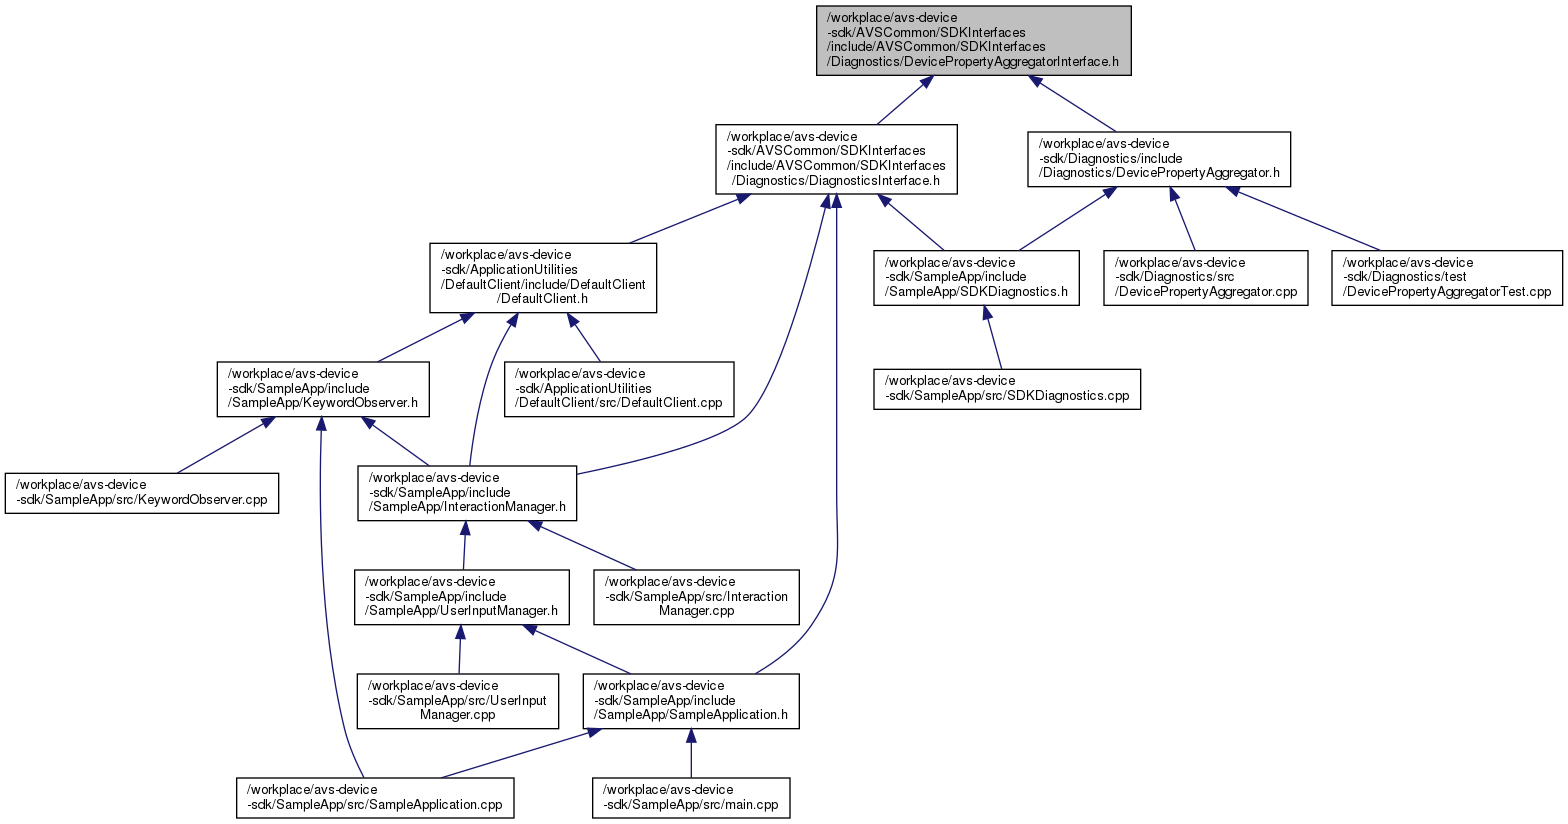 /workplace/avs-device
-sdk/AVSCommon/SDKInterfaces
/include/AVSCommon/SDKInterfaces
/Diagnostics/DevicePropertyAggregatorInterface.h
/workplace/avs-device
-sdk/AVSCommon/SDKInterfaces
/include/AVSCommon/SDKInterfaces
/Diagnostics/DiagnosticsInterface.h
/workplace/avs-device
-sdk/Diagnostics/include
/Diagnostics/DevicePropertyAggregator.h
/workplace/avs-device
-sdk/ApplicationUtilities
/DefaultClient/include/DefaultClient
/DefaultClient.h
/workplace/avs-device
-sdk/SampleApp/include
/SampleApp/SDKDiagnostics.h
/workplace/avs-device
-sdk/Diagnostics/src
/DevicePropertyAggregator.cpp
/workplace/avs-device
-sdk/Diagnostics/test
/DevicePropertyAggregatorTest.cpp
/workplace/avs-device
-sdk/SampleApp/include
/SampleApp/KeywordObserver.h
/workplace/avs-device
-sdk/ApplicationUtilities
/DefaultClient/src/DefaultClient.cpp
/workplace/avs-device
-sdk/SampleApp/src/SDKDiagnostics.cpp
/workplace/avs-device
-sdk/SampleApp/src/KeywordObserver.cpp
/workplace/avs-device
-sdk/SampleApp/include
/SampleApp/InteractionManager.h
/workplace/avs-device
-sdk/SampleApp/include
/SampleApp/UserInputManager.h
/workplace/avs-device
-sdk/SampleApp/src/Interaction
Manager.cpp
/workplace/avs-device
-sdk/SampleApp/src/UserInput
Manager.cpp
/workplace/avs-device
-sdk/SampleApp/include
/SampleApp/SampleApplication.h
/workplace/avs-device
-sdk/SampleApp/src/SampleApplication.cpp
/workplace/avs-device
-sdk/SampleApp/src/main.cpp